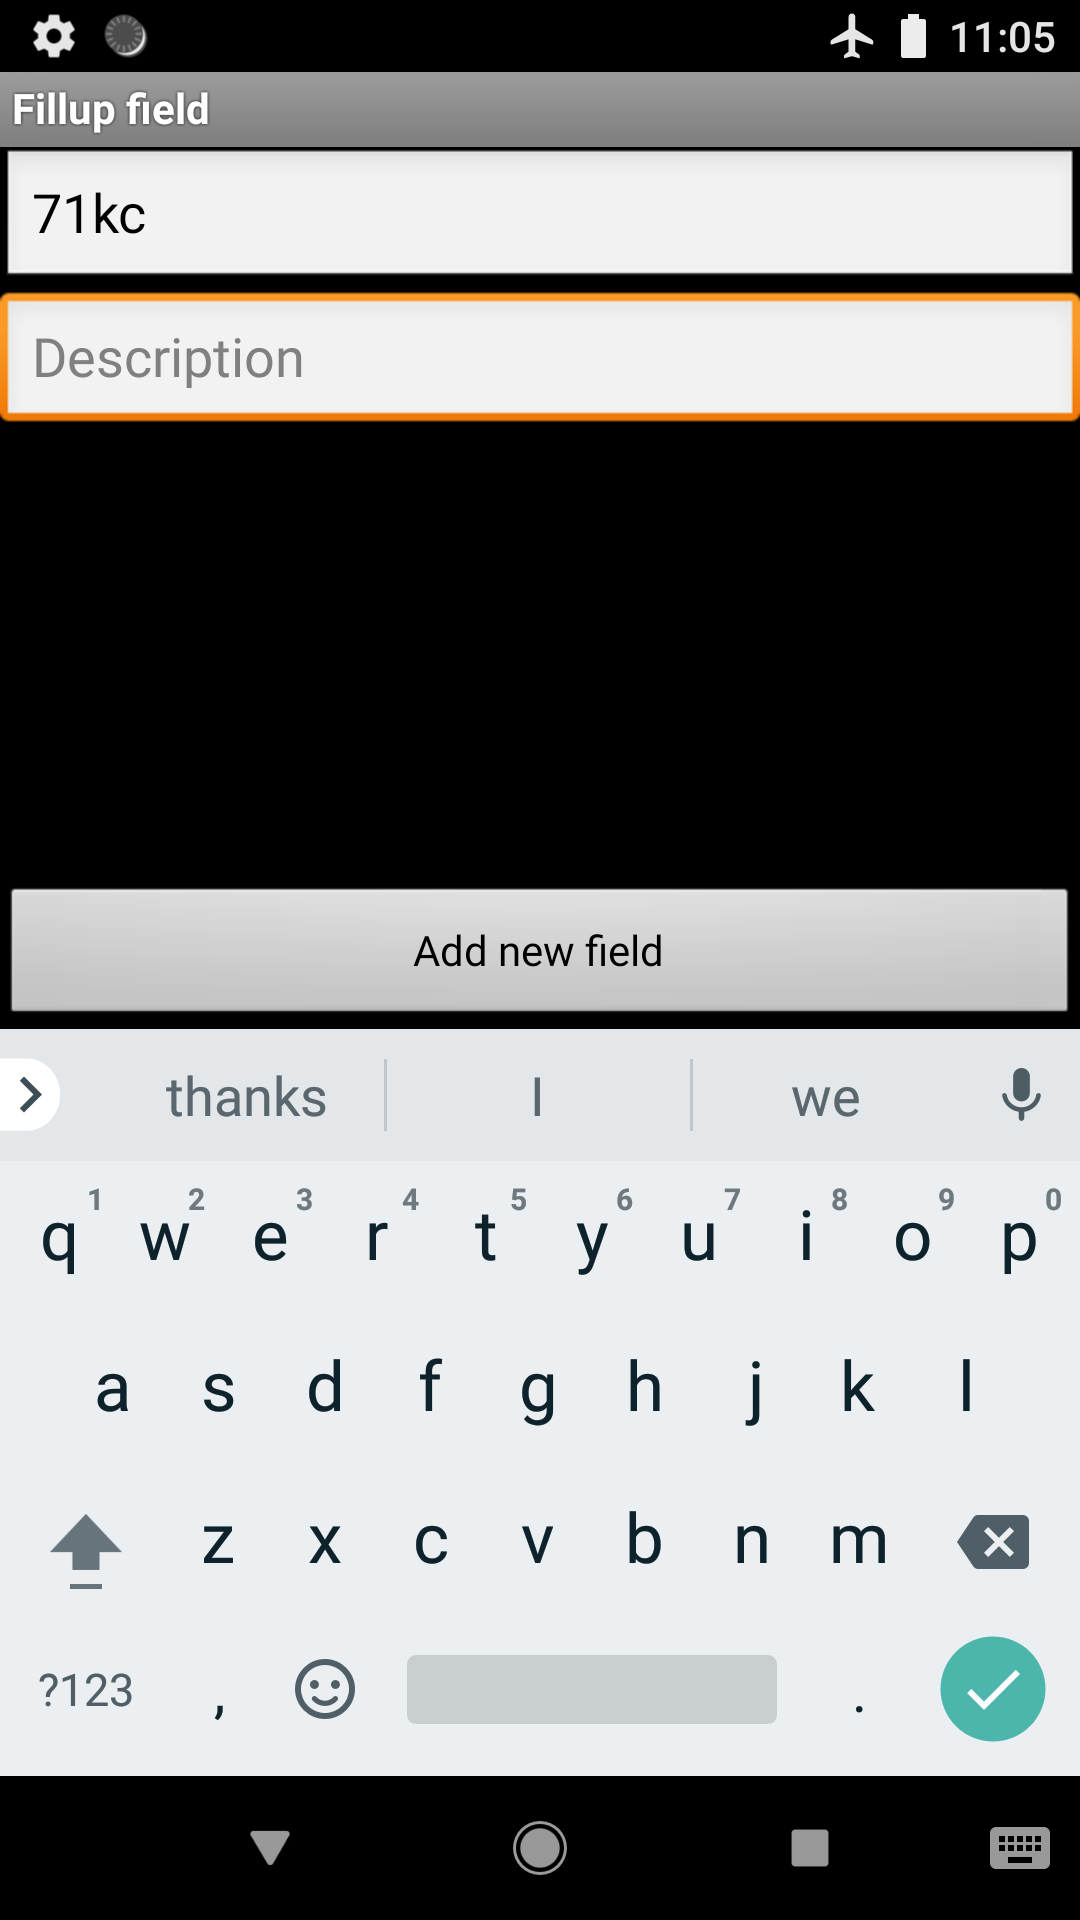 11:05
Fillup field
71kc
Description
Add new field
thanks I we
1 2 3 4 5 6 7 8 9 0
q w e r t y u i o p
a s d f g h j k l
z x c v b n m
?123 , .